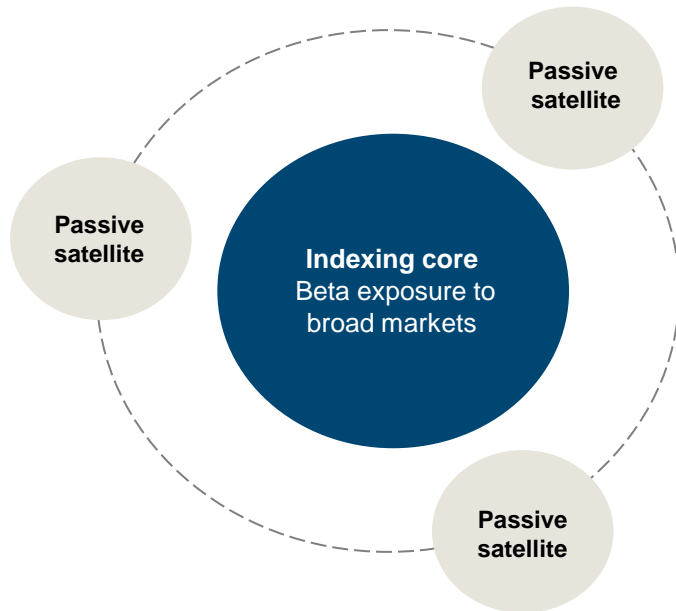 Passive
satellite
Passive
satellite
Indexing core
Beta exposure to
broad markets
Passive
satellite